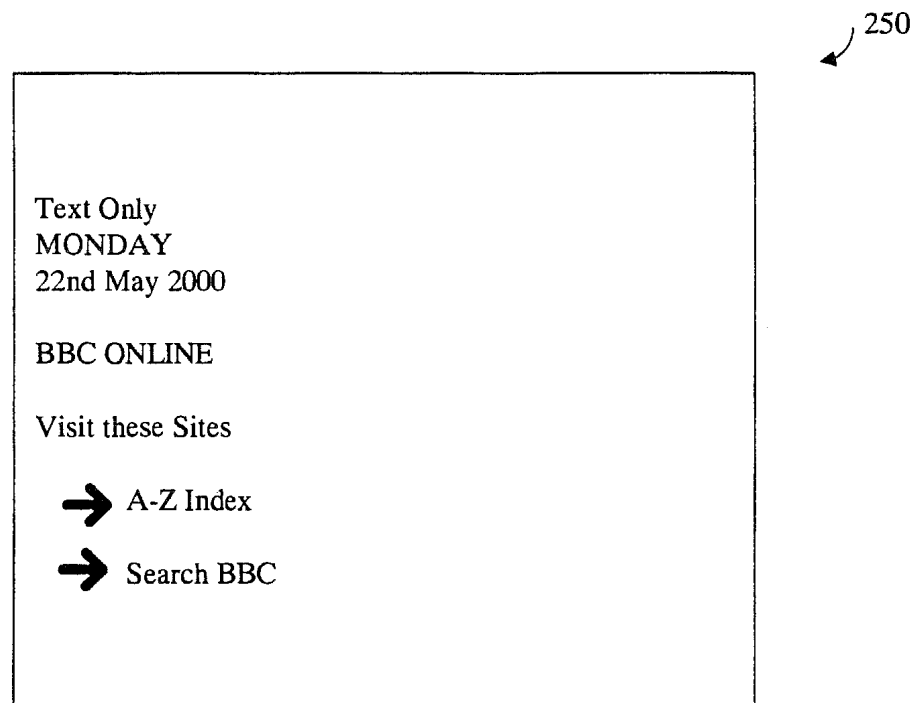 250
Text Only
MONDAY
22nd May 2000
BBC ONLINE
Visit these Sites
A-Z Index
Search BBC